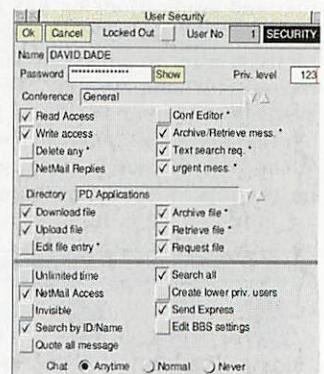 User Security
Ok Cancel Locked Out User No 1 SECURITY
Name DAVID DADE
Password *************** Show Priv. level 123
Conference General
Read Access Conf Editor *
Write access Archive/Retrieve mess. *
Delete any * Text search req. *
NetMail Replies urgent mess. *
Directory PD Applications
Download file Archive file *
Upload file Retrieve file *
Edit file entry * Request file
Unlimited time Search all
NetMail Access Create lower priv. users
Invisible Send Express
Search by ID/Name Edit BBS settings
Quote all message
Chat Anytime Normal Never